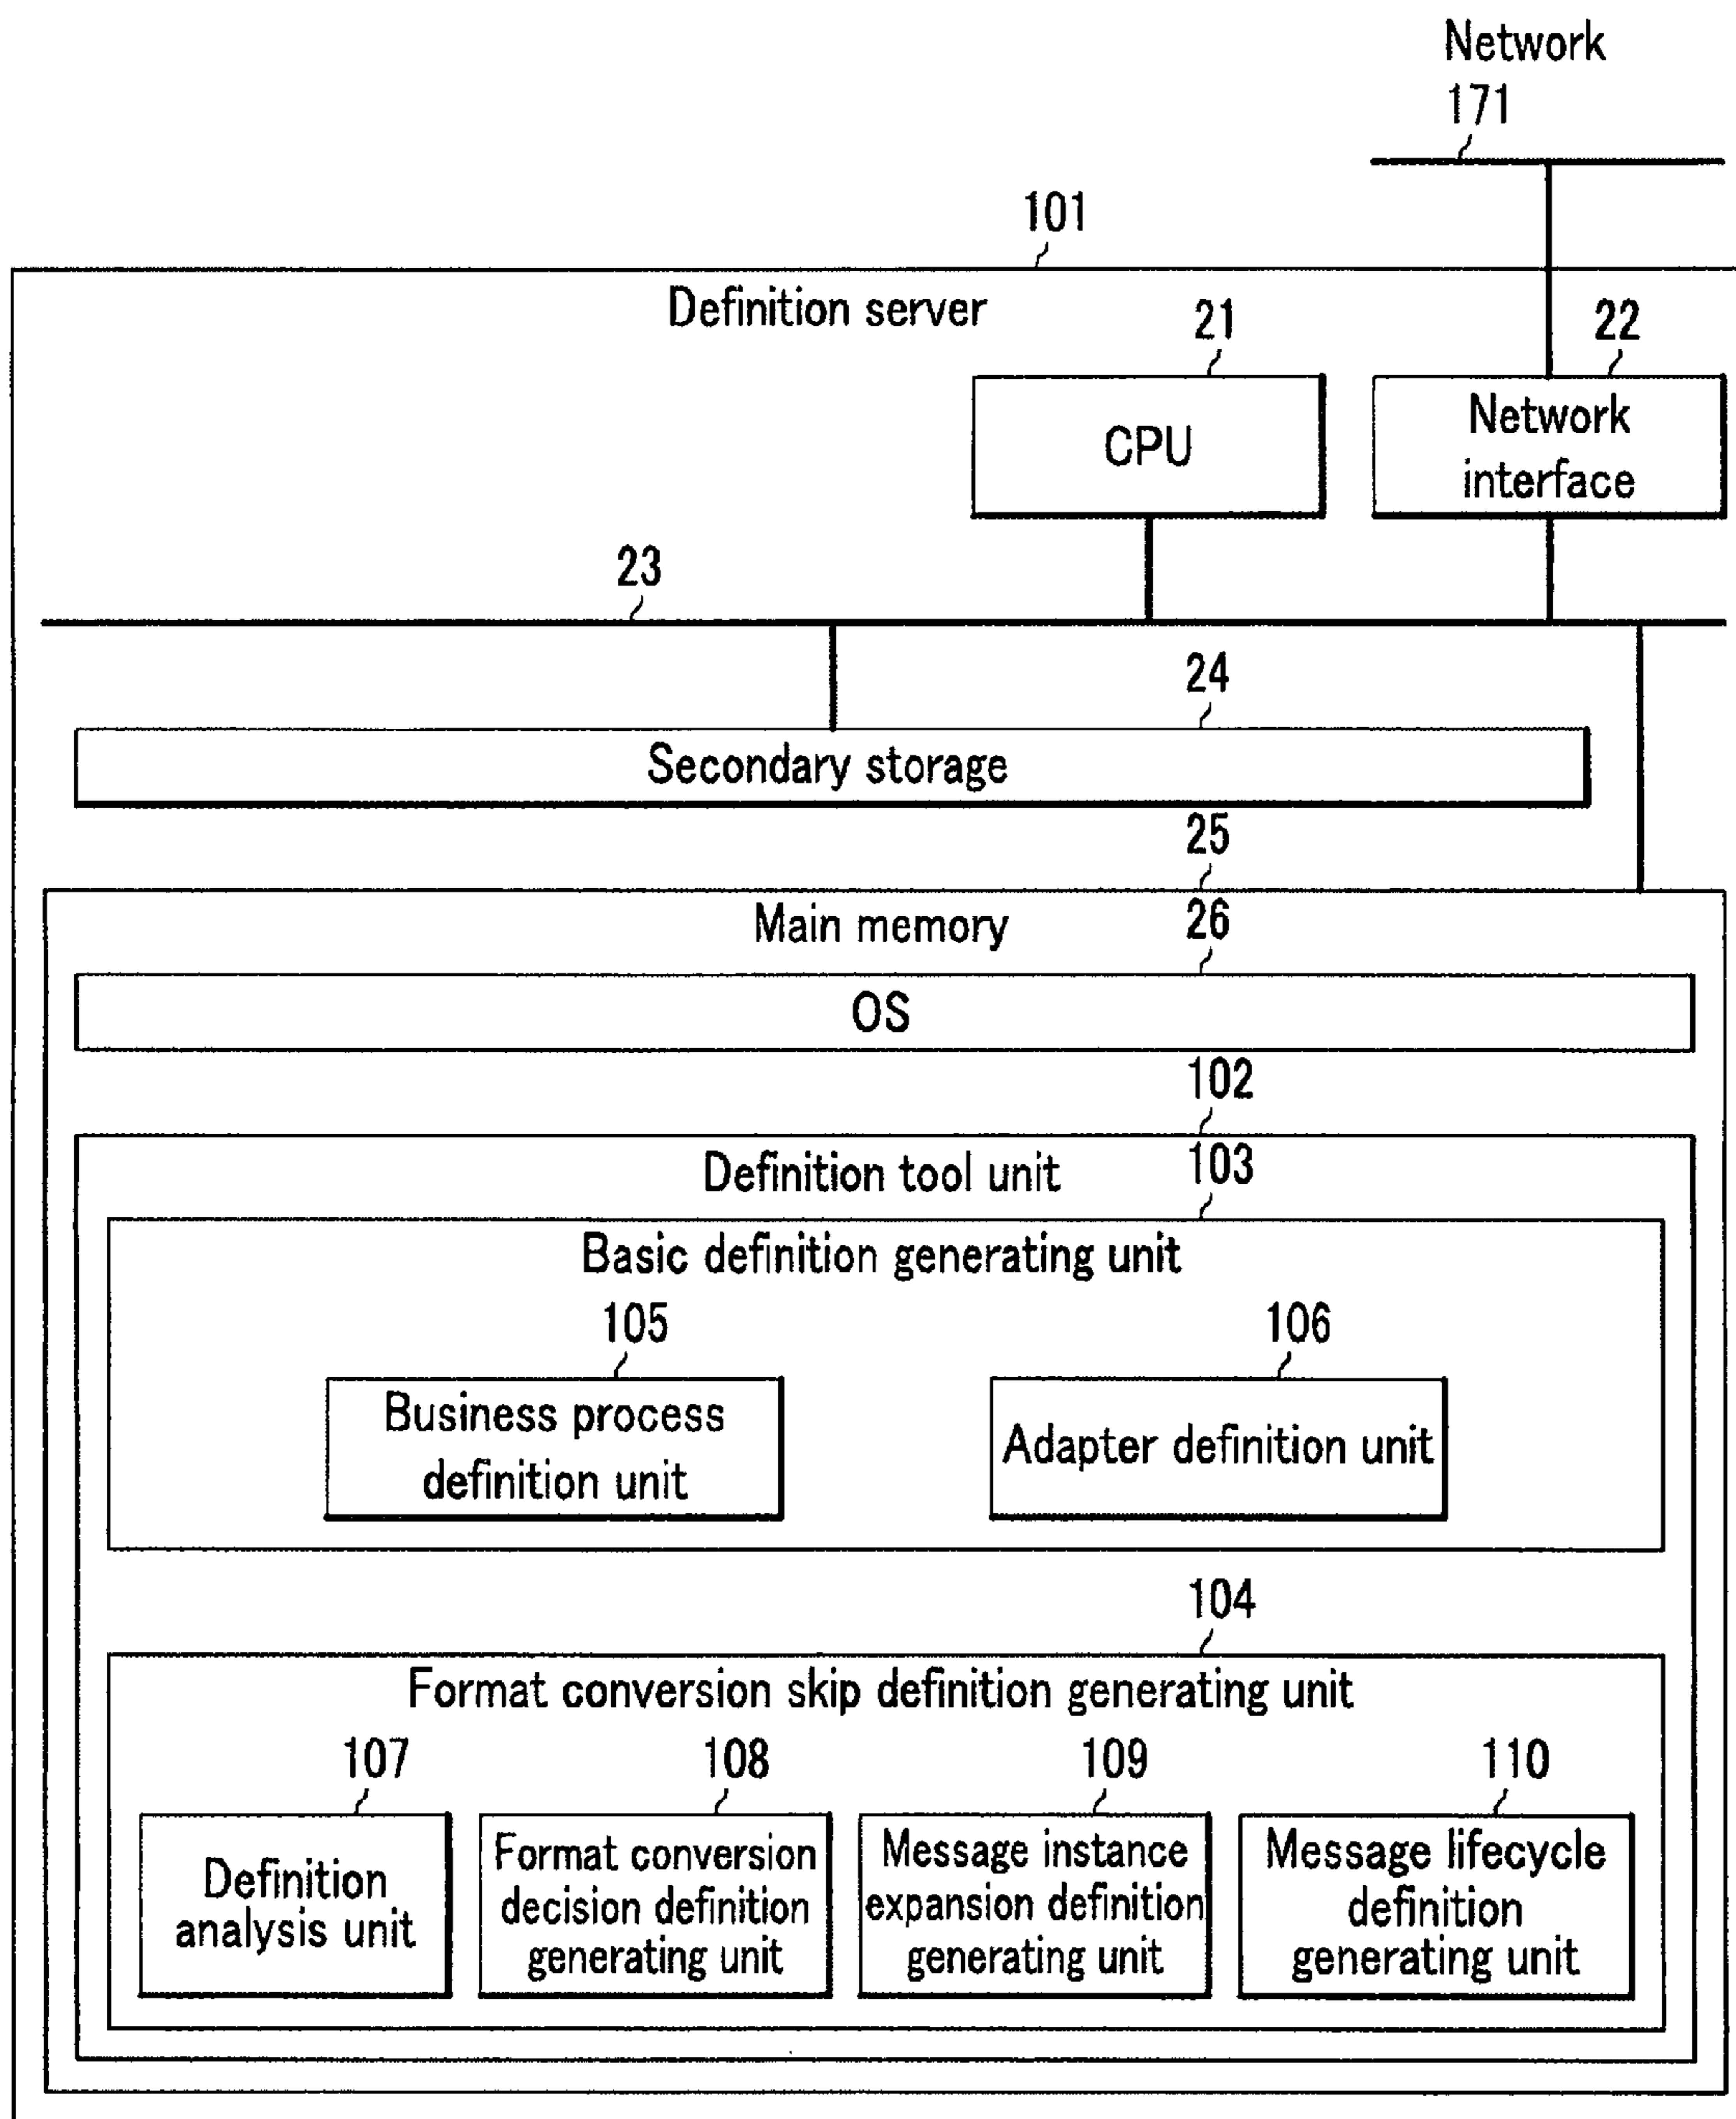 Network
171
101
Definition server
21
22
CPU
Network
interface
23
24
Secondary storage
25
Main memory
26
OS
102
Definition tool unit
103
Basic definition generating unit
105
106
Business process
definition unit
Adapter definition unit
104
Format conversion skip definition generating unit
107
108
109
110
Definition
analysis unit
Format conversion
decision definition
generating unit
Message instance
expansion definition
generating unit
Message lifecycle
definition
generating unit